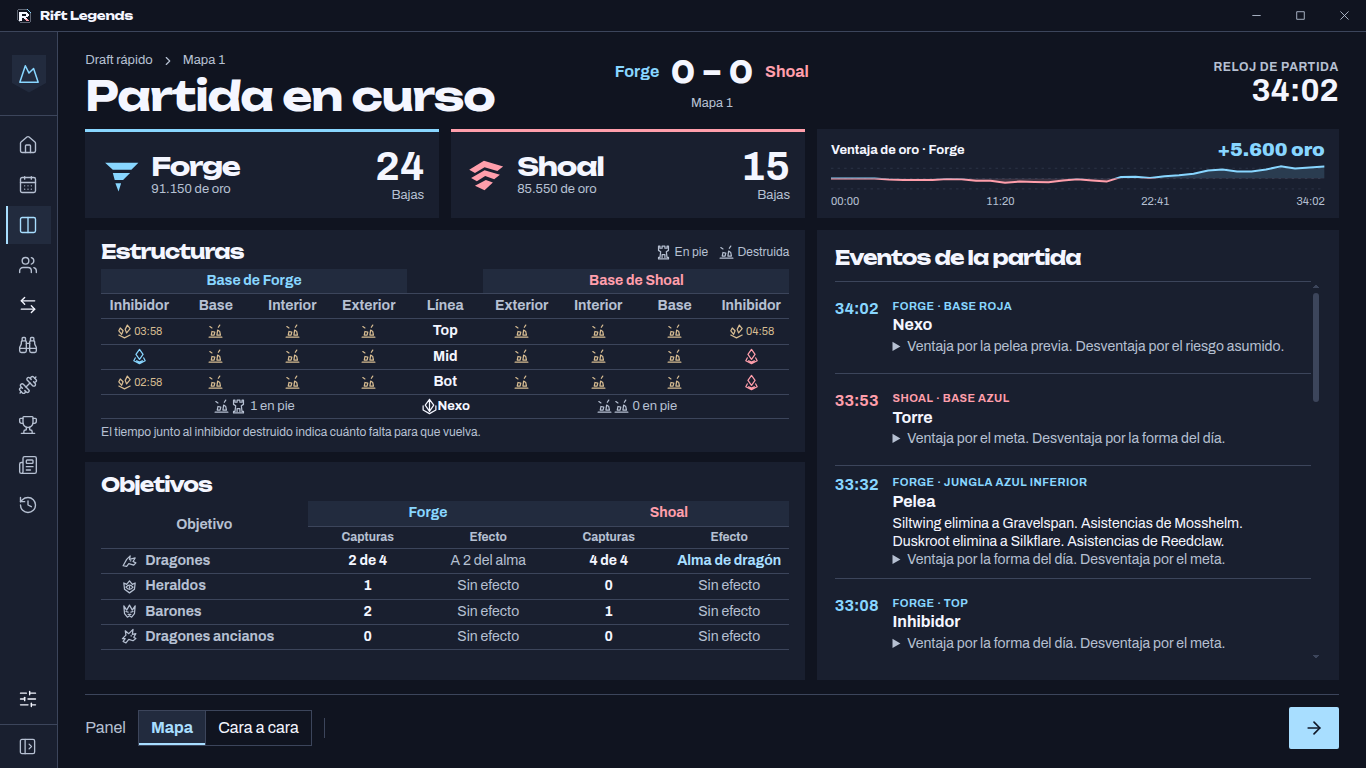 Rift Legends
Draft rápido > Mapa 1
Partida en curso
Forge 0 – 0 Shoal
Mapa 1
RELOJ DE PARTIDA
34:02
Forge
91.150 de oro
24
Bajas
Shoal
85.550 de oro
15
Bajas
Ventaja de oro · Forge
+5.600 oro
00:00 11:20 22:41 34:02
Estructuras
En pie Destruida
Base de Forge Base de Shoal
Inhibidor Base Interior Exterior Línea Exterior Interior Base Inhibidor
03:58 Top 04:58
Mid
02:58 Bot
1 en pie Nexo 0 en pie
El tiempo junto al inhibidor destruido indica cuánto falta para que vuelva.
Objetivos
Objetivo Forge Shoal
Capturas Efecto Capturas Efecto
Dragones 2 de 4 A 2 del alma 4 de 4 Alma de dragón
Heraldos 1 Sin efecto 0 Sin efecto
Barones 2 Sin efecto 1 Sin efecto
Dragones ancianos 0 Sin efecto 0 Sin efecto
Eventos de la partida
34:02 FORGE · BASE ROJA
Nexo
▶ Ventaja por la pelea previa. Desventaja por el riesgo asumido.
33:53 SHOAL · BASE AZUL
Torre
▶ Ventaja por el meta. Desventaja por la forma del día.
33:32 FORGE · JUNGLA AZUL INFERIOR
Pelea
Siltwing elimina a Gravelspan. Asistencias de Mosshelm.
Duskroot elimina a Silkflare. Asistencias de Reedclaw.
▶ Ventaja por la forma del día. Desventaja por el meta.
33:08 FORGE · TOP
Inhibidor
▶ Ventaja por la forma del día. Desventaja por el meta.
Panel Mapa Cara a cara